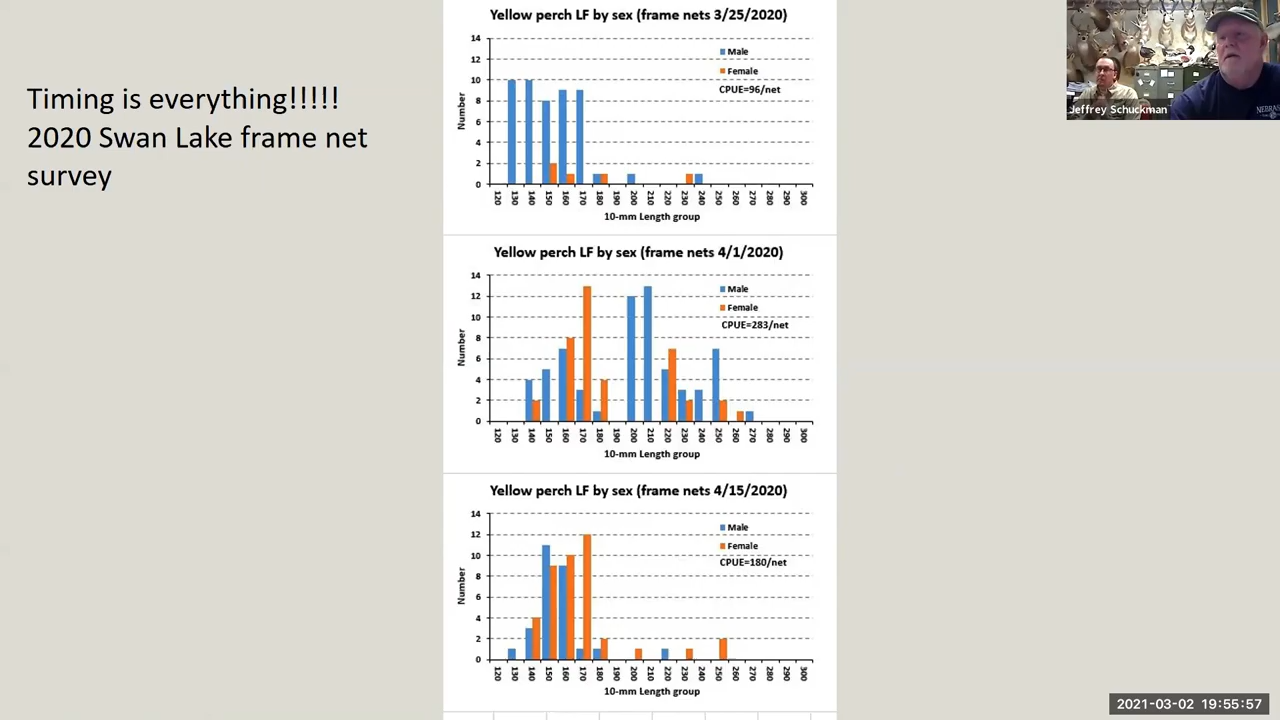 Timing is everything!!!!!
2020 Swan Lake frame net
survey
Yellow perch LF by sex (frame nets 3/25/2020)
14
12
10
8
6
4
2
0
Number
Male
Female
CPUE=96/net
120 130 140 150 160 170 180 190 200 210 220 230 240 250 260 270 280 290 300
10-mm Length group
Yellow perch LF by sex (frame nets 4/1/2020)
14
12
10
8
6
4
2
0
Number
Male
Female
CPUE=283/net
120 130 140 150 160 170 180 190 200 210 220 230 240 250 260 270 280 290 300
10-mm Length group
Yellow perch LF by sex (frame nets 4/15/2020)
14
12
10
8
6
4
2
0
Number
Male
Female
CPUE=180/net
120 130 140 150 160 170 180 190 200 210 220 230 240 250 260 270 280 290 300
10-mm Length group
Jeffrey Schuckman
2021-03-02 19:55:57